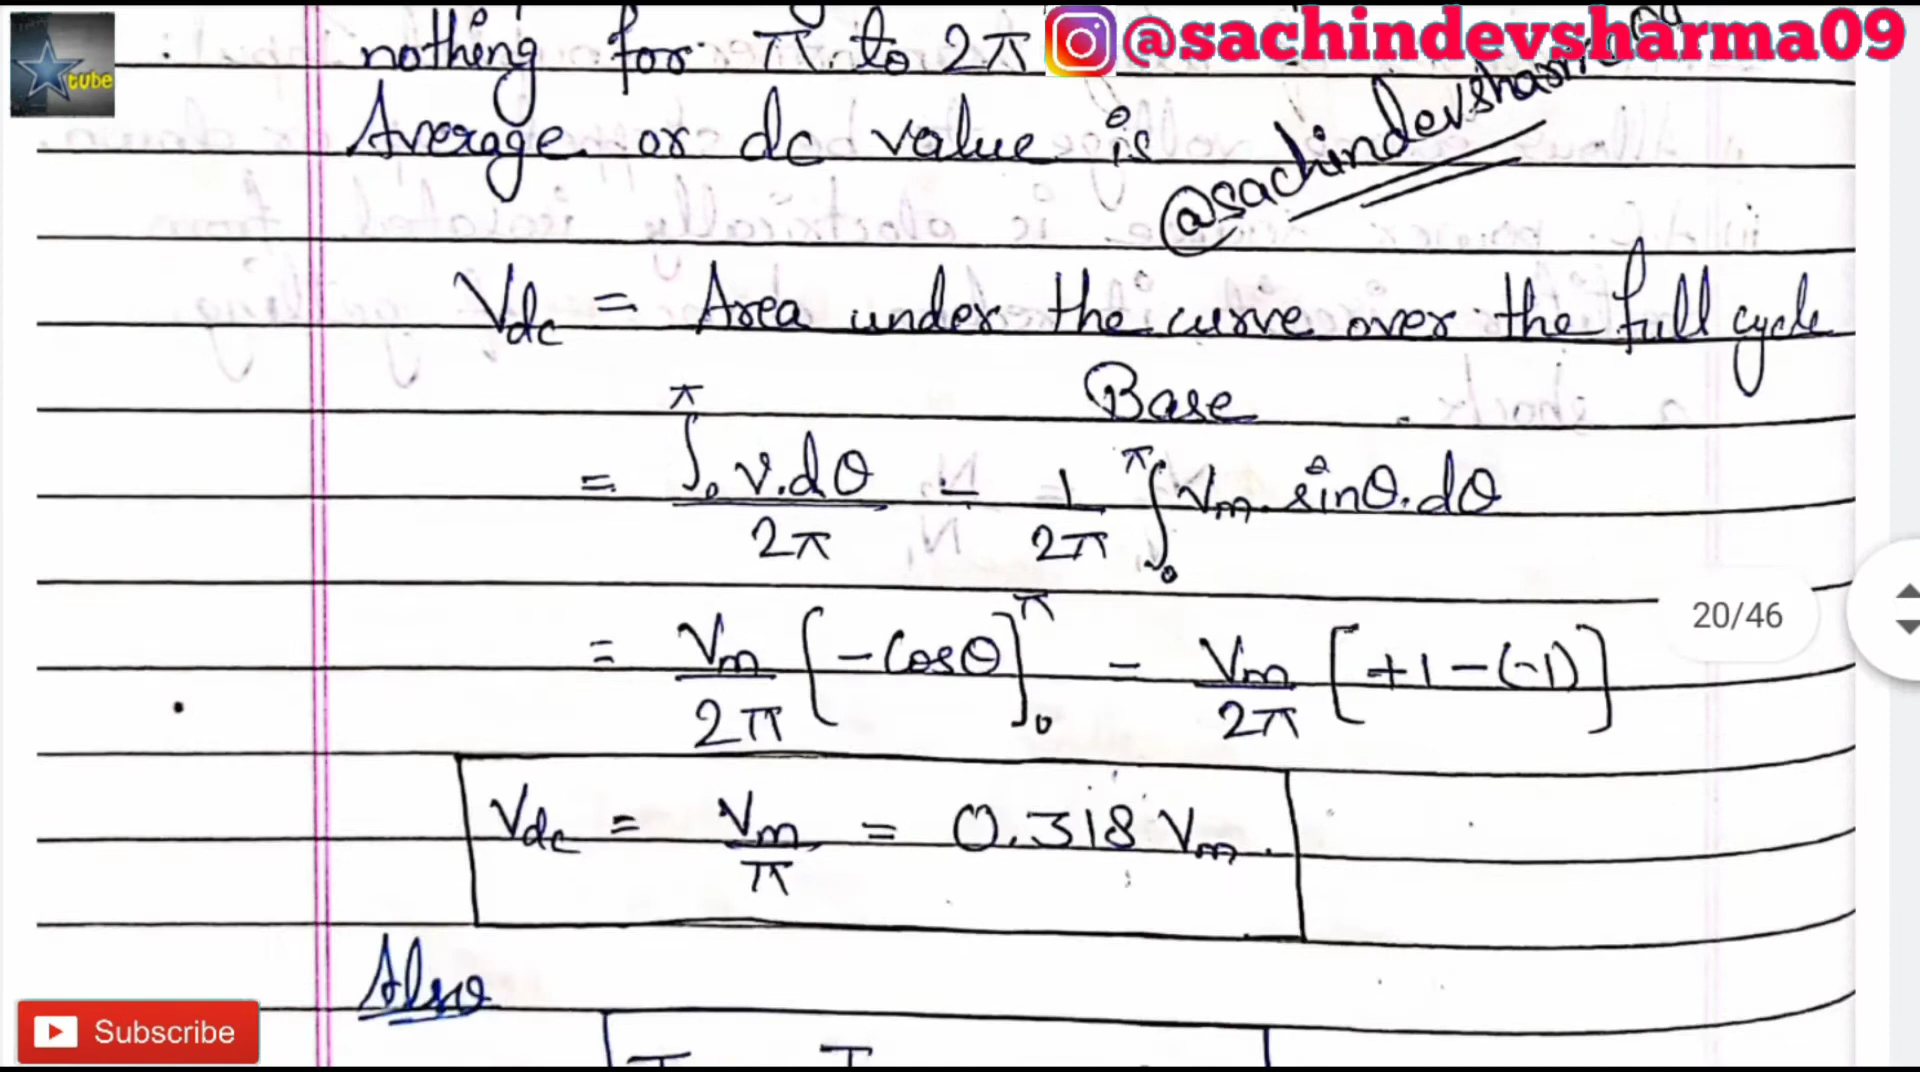 nothing for π to 2π
@sachindevsharma09
tube
Average or dc value is
@sachindevsharma
Vdc = Area under the curve over the full cycle
Base
= ∫₀^π v.dθ / 2π = 1/2π ∫₀^π Vm. sinθ. dθ
= Vm/2π [-Cosθ]₀^π = Vm/2π [+1-(-1)]
20/46
Vdc = Vm/π = 0.318 Vm.
Also
Subscribe